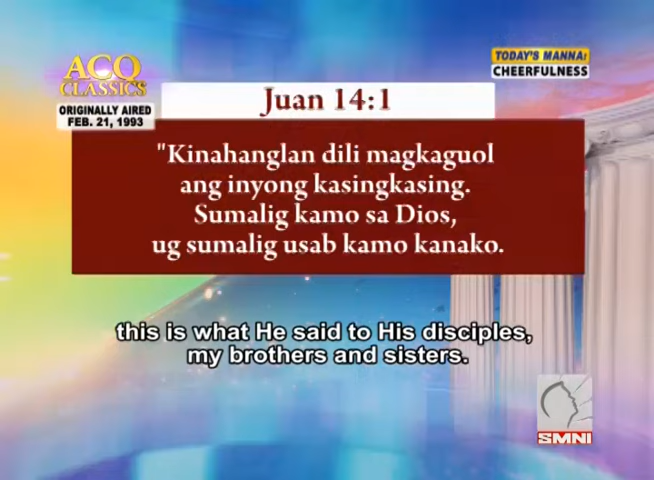 ACQ
CLASSICS
ORIGINALLY AIRED
FEB. 21, 1993
TODAY'S MANNA:
CHEERFULNESS
Juan 14:1
"Kinahanglan dili magkaguol
ang inyong kasingkasing.
Sumalig kamo sa Dios,
ug sumalig usab kamo kanako.
this is what He said to His disciples,
my brothers and sisters.
SMNI